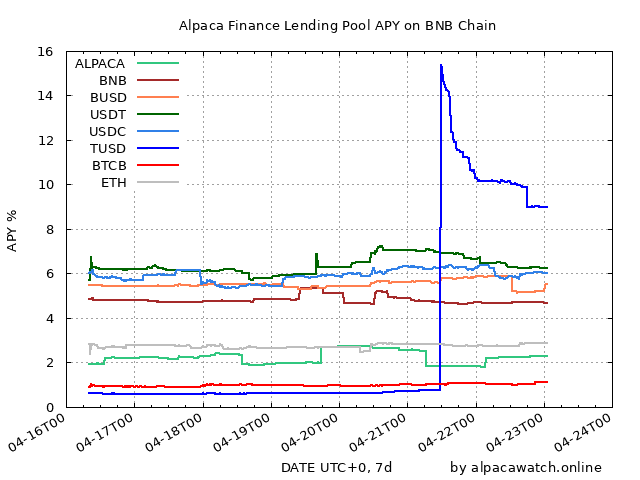 Alpaca Finance Lending Pool APY on BNB Chain
APY %
16
14
12
10
8
6
4
2
0
ALPACA
BNB
BUSD
USDT
USDC
TUSD
BTCB
ETH
04-16T00
04-17T00
04-18T00
04-19T00
04-20T00
04-21T00
04-22T00
04-23T00
04-24T00
DATE UTC+0, 7d
by alpacawatch.online